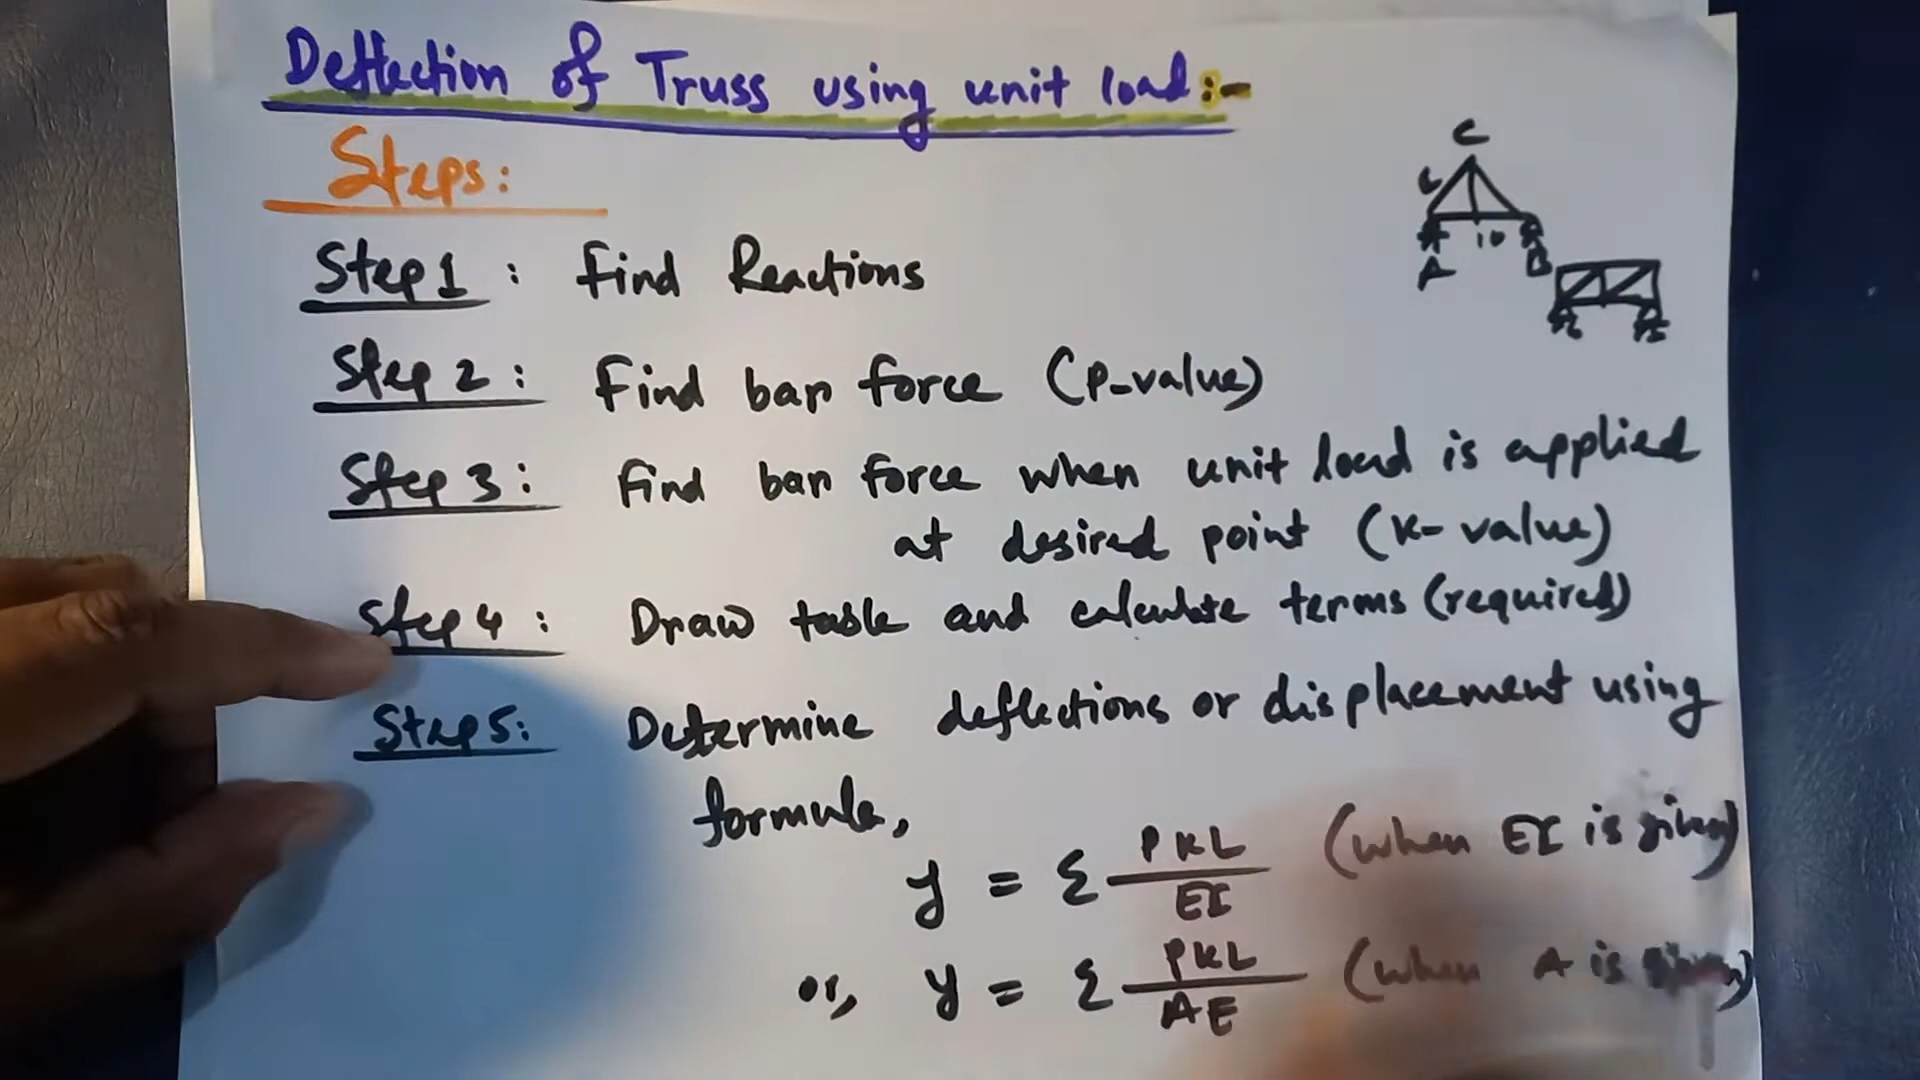 Deflection of Truss using unit load:-
Steps:
Step 1 : Find Reactions
Step 2 : Find bar force (P-value)
Step 3 : Find bar force when unit load is applied
at desired point (K-value)
Step 4 : Draw table and calculate terms (required)
Step 5: Determine deflections or displacement using
formula,
y = Σ PKL/EI (when EI is given)
or, y = Σ PKL/AE (when A is given)
C
L
10
A
B